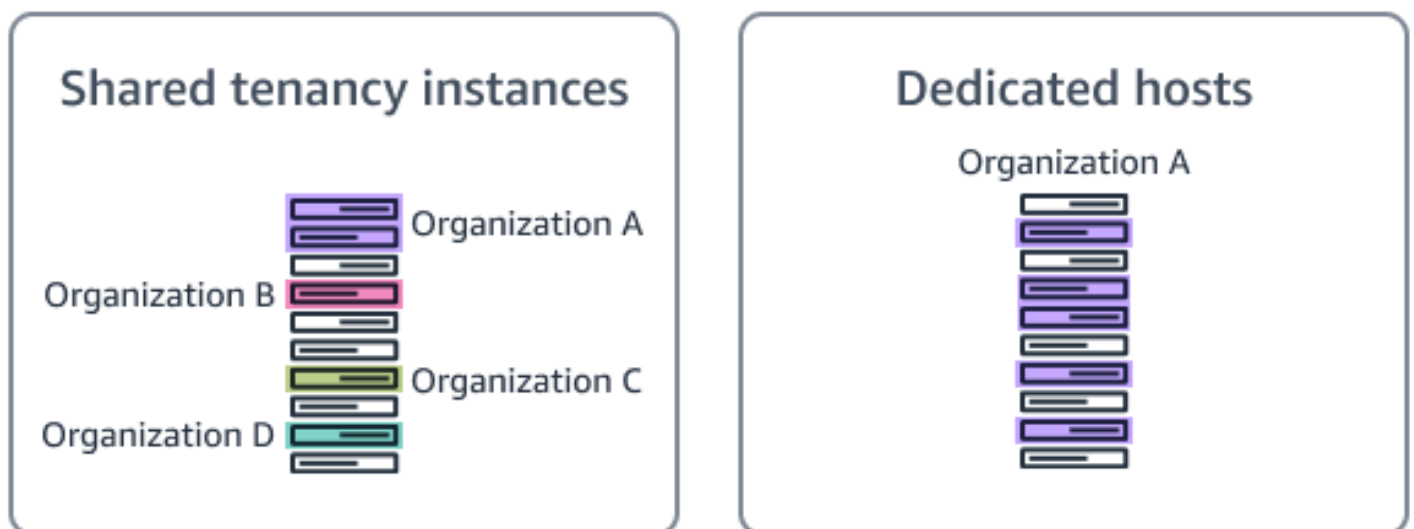 Shared tenancy instances
Organization A
Organization B
Organization C
Organization D
Dedicated hosts
Organization A